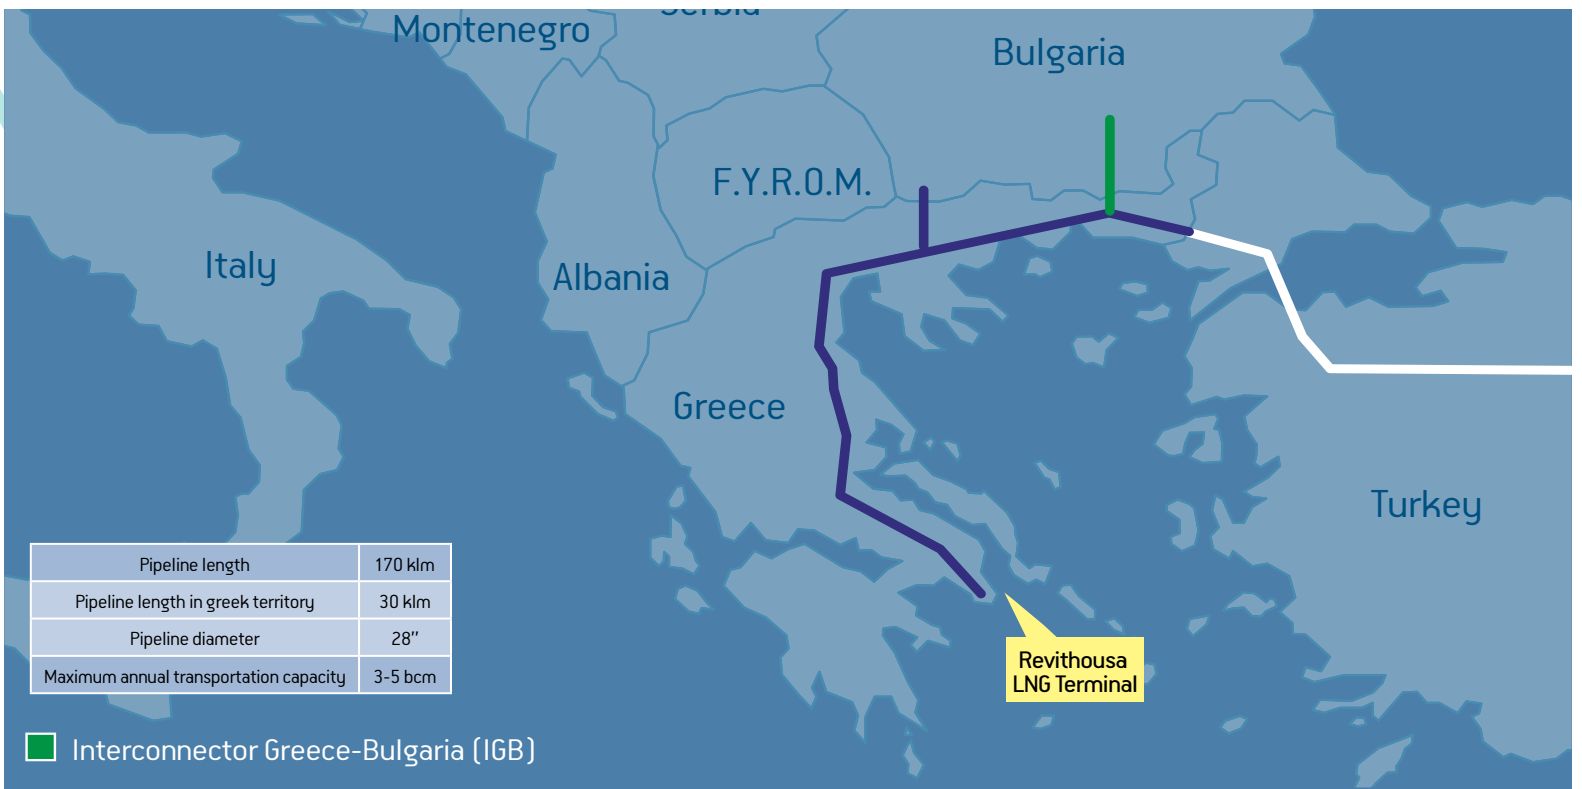 Serbia
Montenegro
Bulgaria
F.Y.R.O.M.
Italy
Albania
Greece
Turkey
Revithousa
LNG Terminal
Pipeline length 170 klm
Pipeline length in greek territory 30 klm
Pipeline diameter 28"
Maximum annual transportation capacity 3-5 bcm
Interconnector Greece-Bulgaria (IGB)